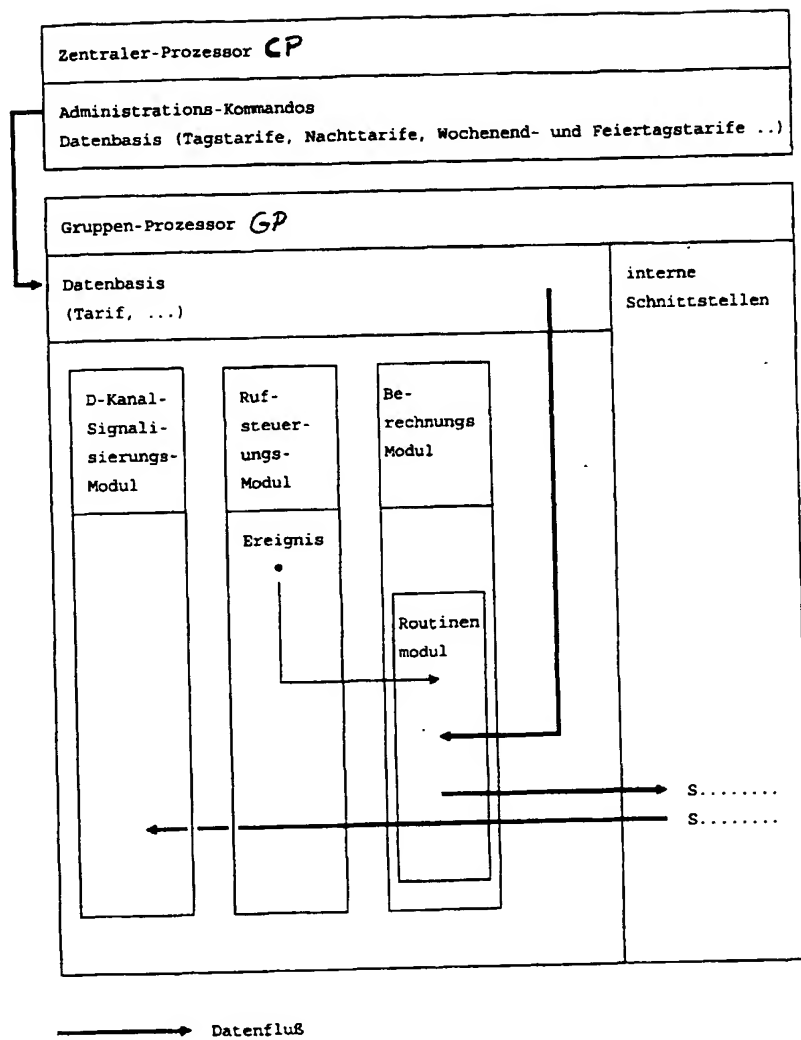 Zentraler-Prozessor CP
Administrations-Kommandos
Datenbasis (Tagstarife, Nachttarife, Wochenend- und Feiertagstarife ..)
Gruppen-Prozessor GP
Datenbasis
(Tarif, ...)
interne
Schnittstellen
D-Kanal-
Signali-
sierungs-
Modul
Ruf-
steuer-
ungs-
Modul
Be-
rechnungs
Modul
Ereignis
Routinen
modul
S........
S........
Datenfluß